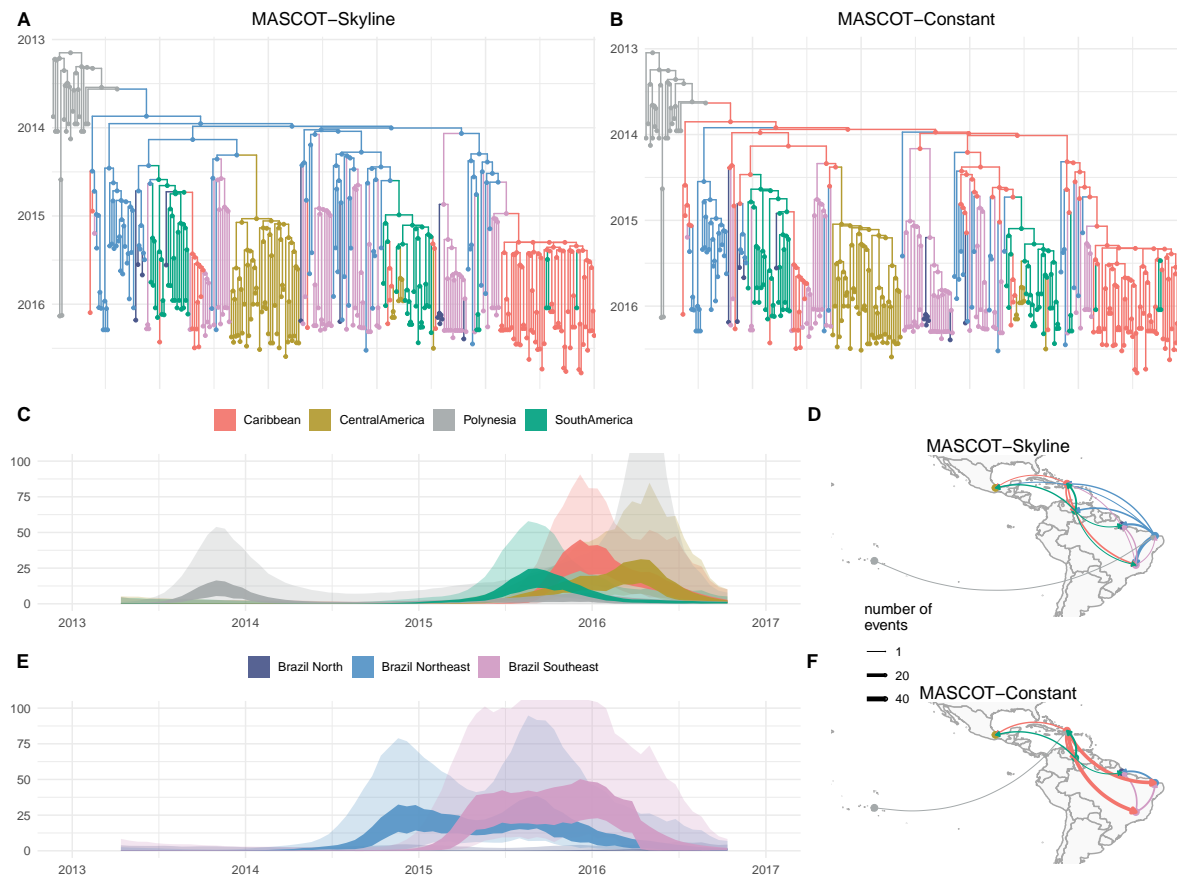 A MASCOT−Skyline
B MASCOT−Constant
2013
2014
2015
2016
2013
2014
2015
2016
C
Caribbean CentralAmerica Polynesia SouthAmerica
100
75
50
25
0
2013 2014 2015 2016 2017
D
MASCOT−Skyline
number of
events
1
20
40
E
Brazil North Brazil Northeast Brazil Southeast
100
75
50
25
0
2013 2014 2015 2016 2017
F
MASCOT−Constant